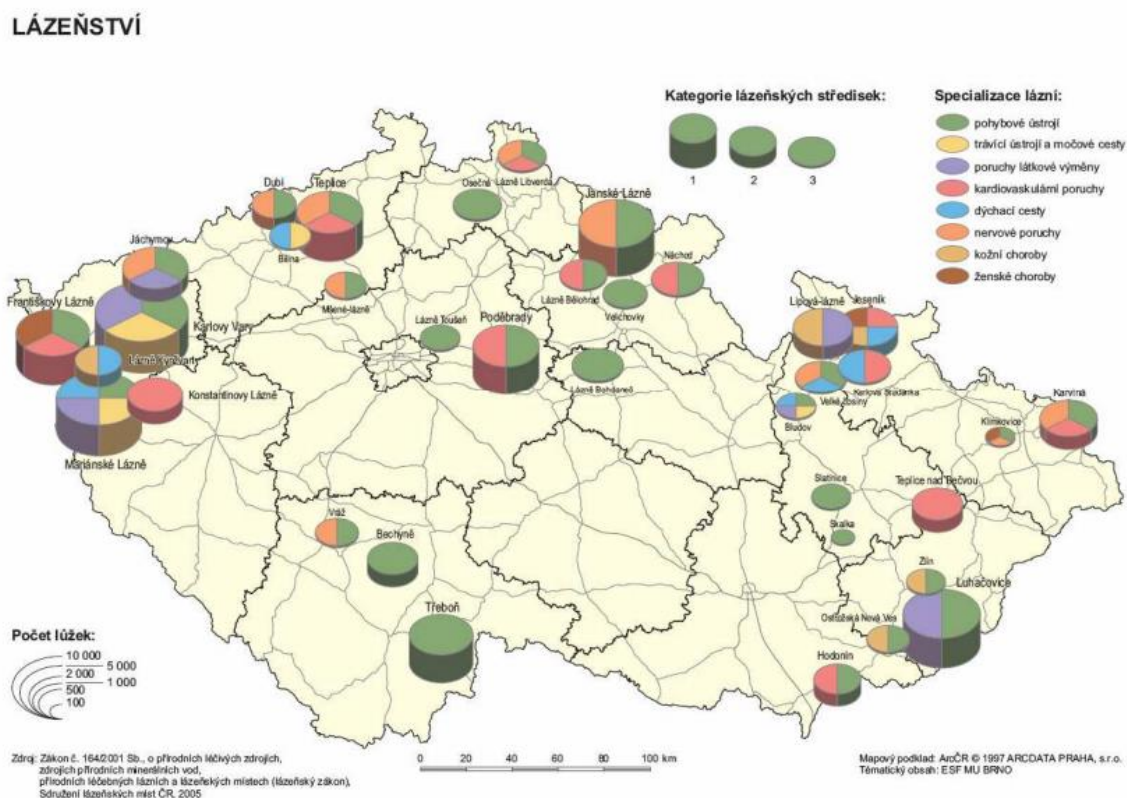 LÁZEŇSTVÍ
Kategorie lázeňských středisek:
1
2
3
Specializace lázní:
pohybové ústrojí
trávící ústrojí a močové cesty
poruchy látkové výměny
kardiovaskulární poruchy
dýchací cesty
nervové poruchy
kožní choroby
ženské choroby
Lázně Libverda
Osečná
Dubí
Teplice
Bílina
Janské Lázně
Jáchymov
Náchod
Lázně Bělohrad
Velichovky
Mšené-lázně
Františkovy Lázně
Karlovy Vary
Lázně Toušeň
Poděbrady
Lipová-lázně
Jeseník
Lázně Kynžvart
Lázně Bohdaneč
Konstantinovy Lázně
Karlova Studánka
Velké Losiny
Karviná
Bludov
Klimkovice
Mariánské Lázně
Slatinice
Teplice nad Bečvou
Skalka
Vráž
Bechyně
Zlín
Luhačovice
Třeboň
Ostrožská Nová Ves
Hodonín
Počet lůžek:
10 000
5 000
2 000
1 000
500
100
Zdroj: Zákon č. 164/2001 Sb., o přírodních léčivých zdrojích,
zdrojích přírodních minerálních vod,
přírodních léčebných lázních a lázeňských místech (lázeňský zákon),
Sdružení lázeňských míst ČR, 2005
0 20 40 60 80 100 km
Mapový podklad: ArcČR © 1997 ARCDATA PRAHA, s.r.o.
Tématický obsah: ESF MU BRNO